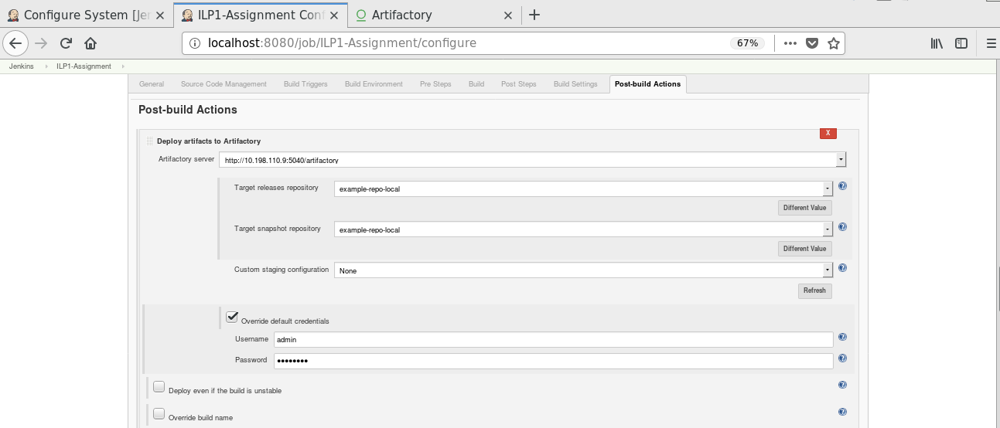 Configure System [Je
ILP1-Assignment Conf
Artifactory
localhost:8080/job/ILP1-Assignment/configure
67%
Jenkins ILP1-Assignment
General Source Code Management Build Triggers Build Environment Pre Steps Build Post Steps Build Settings Post-build Actions
Post-build Actions
X
Deploy artifacts to Artifactory
Artifactory server http://10.198.110.9:5040/artifactory
Target releases repository example-repo-local
Different Value
Target snapshot repository example-repo-local
Different Value
Custom staging configuration None
Refresh
Override default credentials
Username admin
Password ••••••••
Deploy even if the build is unstable
Override build name